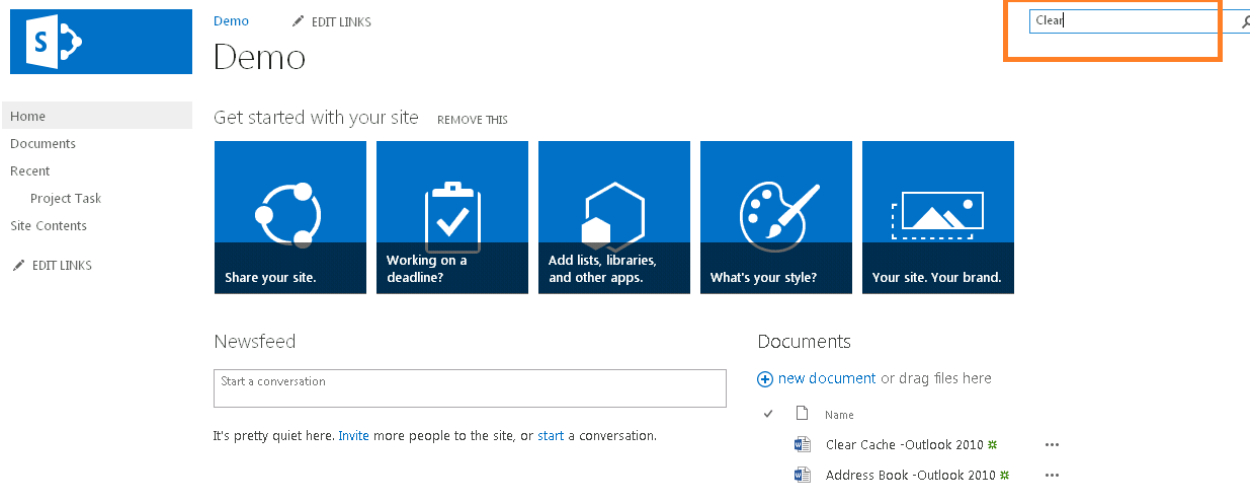 S
Demo
EDIT LINKS
Clear
Demo
Home
Documents
Recent
Project Task
Site Contents
EDIT LINKS
Get started with your site REMOVE THIS
Share your site.
Working on a
deadline?
Add lists, libraries,
and other apps.
What's your style?
Your site. Your brand.
Newsfeed
Start a conversation
It's pretty quiet here. Invite more people to the site, or start a conversation.
Documents
new document or drag files here
Name
Clear Cache -Outlook 2010
Address Book -Outlook 2010